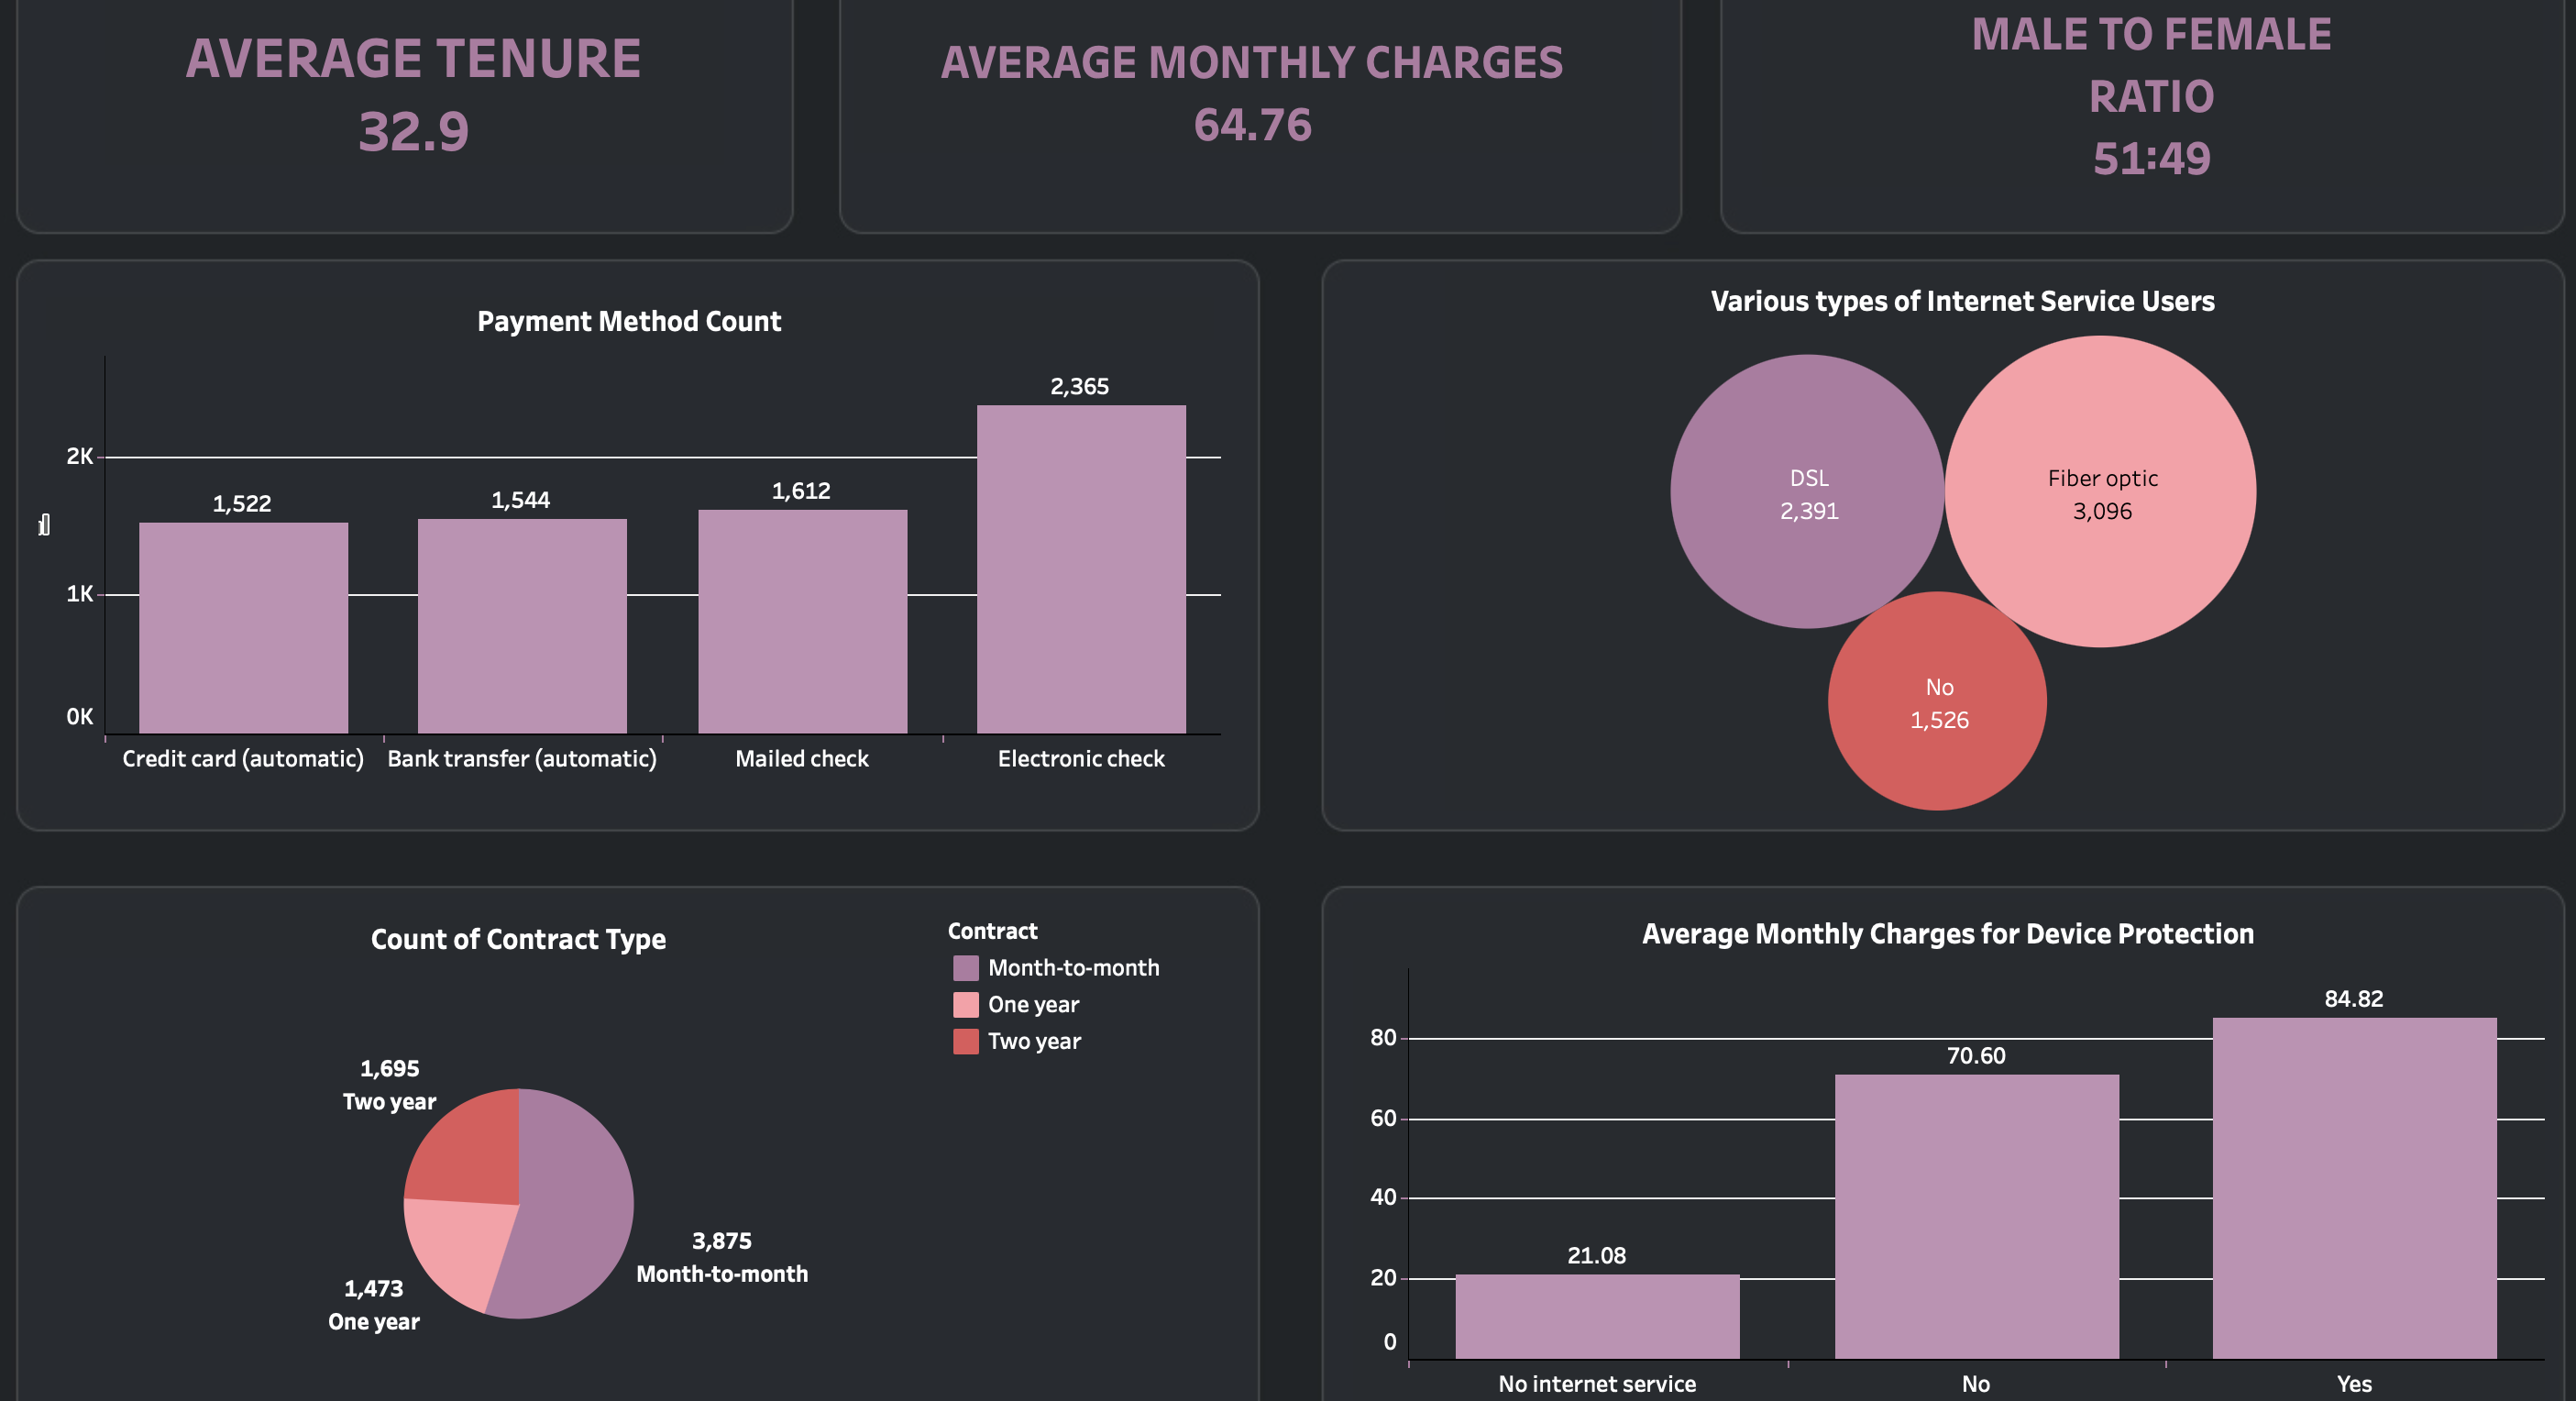 AVERAGE TENURE
32.9
AVERAGE MONTHLY CHARGES
64.76
MALE TO FEMALE
RATIO
51:49
Payment Method Count
2K
1K
0K
1,522
1,544
1,612
2,365
Credit card (automatic)
Bank transfer (automatic)
Mailed check
Electronic check
Various types of Internet Service Users
DSL
2,391
Fiber optic
3,096
No
1,526
Count of Contract Type
Contract
Month-to-month
One year
Two year
1,695
Two year
3,875
Month-to-month
1,473
One year
Average Monthly Charges for Device Protection
80
60
40
20
0
21.08
70.60
84.82
No internet service
No
Yes